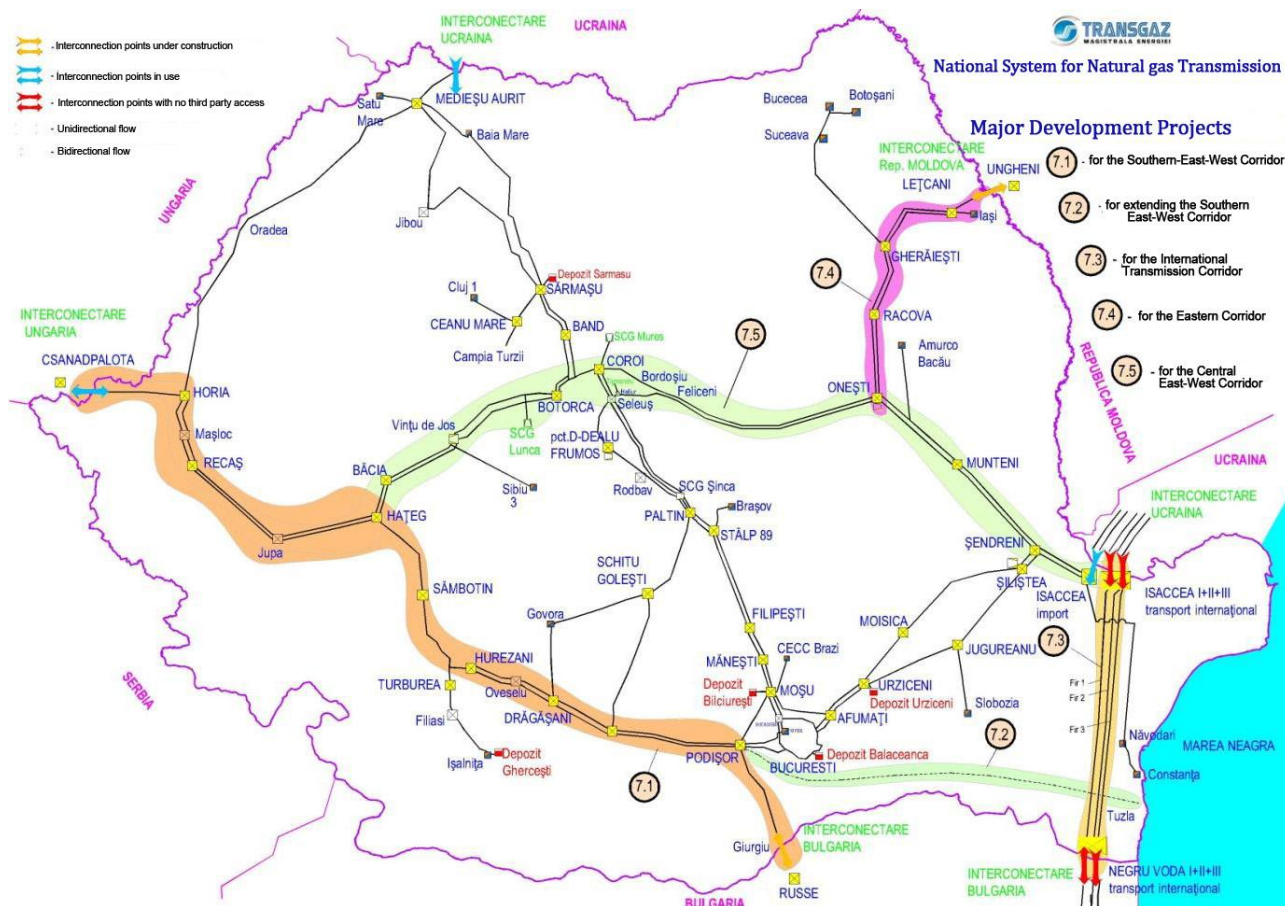 INTERCONECTARE
UCRAINA
UCRAINA
TRANSGAZ
MAGISTRALA ENERGIEI
National System for Natural gas Transmission
Major Development Projects
7.1 - for the Southern-East-West Corridor
7.2 - for extending the Southern
East-West Corridor
7.3 - for the International
Transmission Corridor
7.4 - for the Eastern Corridor
7.5 - for the Central
East-West Corridor
- Interconnection points under construction
- Interconnection points in use
- Interconnection points with no third party access
- Unidirectional flow
- Bidirectional flow
MEDIEŞU AURIT
Satu
Mare
Baia Mare
Bucecea
Botoşani
Suceava
INTERCONECTARE
Rep. MOLDOVA
UNGHENI
LEŢCANI
Iaşi
UNGARIA
Jibou
Oradea
GHERĂIEŞTI
7.4
Depozit Sarmasu
SĂRMAŞU
Cluj 1
CEANU MARE
BAND
Campia Turzii
RACOVA
INTERCONECTARE
UNGARIA
CSANADPALOTA
SCG Mures
7.5
Amurco
Bacău
REPUBLICA MOLDOVA
COROI
Bordoşiu
Feliceni
HORIA
BOTORCA
Seleuş
ONEŞTI
Maşloc
Vinţu de Jos
SCG
Lunca
pct.D-DEALU
FRUMOS
RECAŞ
BĂCIA
MUNTENI
UCRAINA
Sibiu
3
Rodbav
SCG Şinca
INTERCONECTARE
UCRAINA
HAŢEG
PALTIN
Braşov
STÂLP 89
Jupa
ŞENDRENI
SCHITU
GOLEŞTI
ŞILIŞTEA
ISACCEA
import
ISACCEA I+II+III
transport internaţional
SÂMBOTIN
Govora
FILIPEŞTI
MOISICA
7.3
HUREZANI
MĂNEŞTI
CECC Brazi
JUGUREANU
TURBUREA
Oveselu
Depozit
Bilciureşti
MOŞU
URZICENI
Depozit Urziceni
Fir 1
Fir 2
Fir 3
SERBIA
Filiasi
DRĂGĂŞANI
AFUMAŢI
Slobozia
Năvodari
MAREA NEAGRA
Işalniţa
Depozit
Gherceşti
PODIŞOR
BUCURESTI
Depozit Balaceanca
7.2
Constanţa
7.1
Tuzla
Giurgiu
INTERCONECTARE
BULGARIA
RUSSE
BULGARIA
INTERCONECTARE
BULGARIA
NEGRU VODA I+II+III
transport internaţional